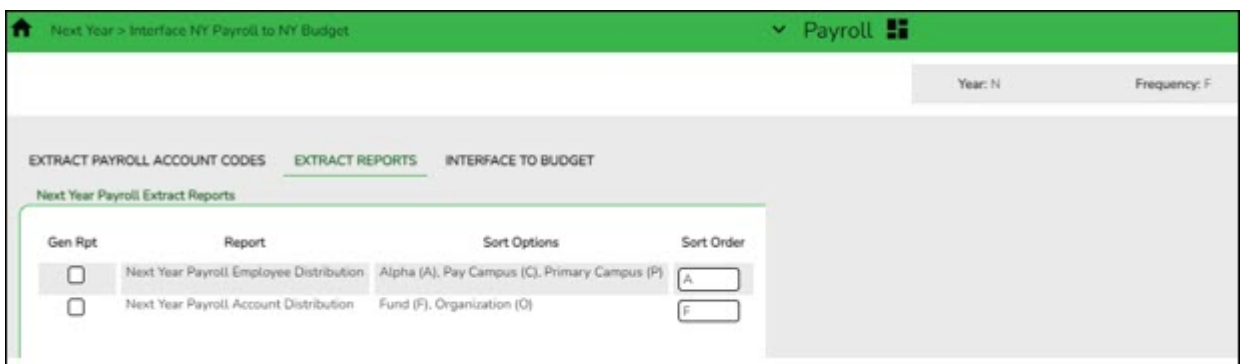 Next Year > Interface NY Payroll to NY Budget
Payroll
Year: N Frequency: F
EXTRACT PAYROLL ACCOUNT CODES EXTRACT REPORTS INTERFACE TO BUDGET
Next Year Payroll Extract Reports
Gen Rpt Report Sort Options Sort Order
Next Year Payroll Employee Distribution Alpha (A), Pay Campus (C), Primary Campus (P) A
Next Year Payroll Account Distribution Fund (F), Organization (O) F